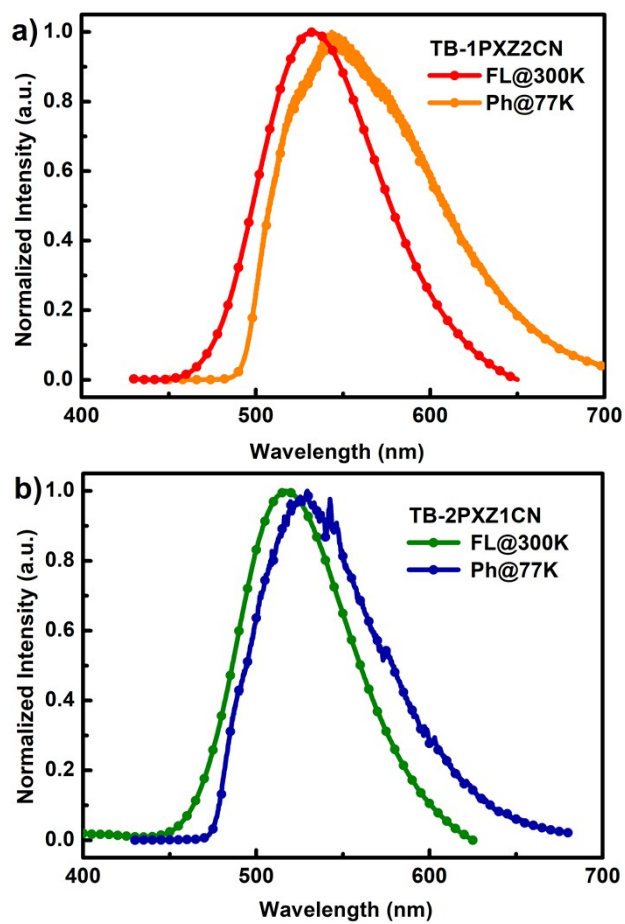 a)
Normalized Intensity (a.u.)
1.0
0.8
0.6
0.4
0.2
0.0
TB-1PXZ2CN
FL@300K
Ph@77K
400
500
600
700
Wavelength (nm)
b)
Normalized Intensity (a.u.)
1.0
0.8
0.6
0.4
0.2
0.0
TB-2PXZ1CN
FL@300K
Ph@77K
400
500
600
700
Wavelength (nm)